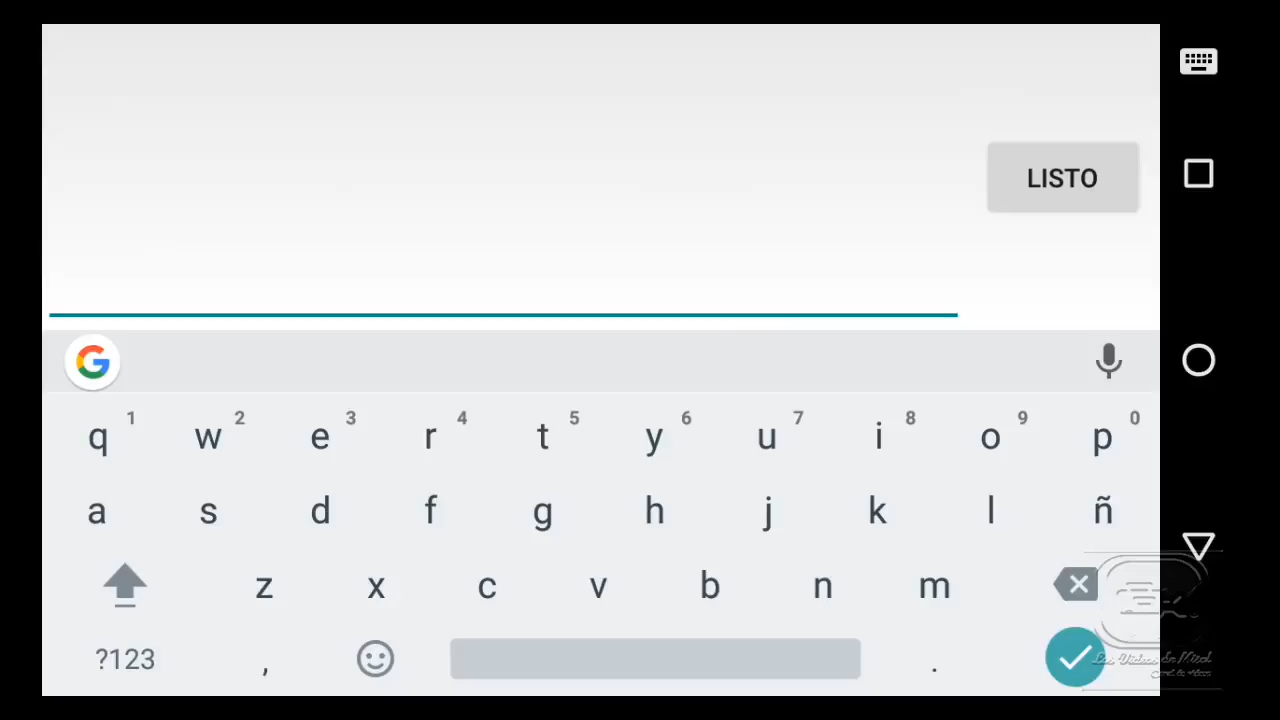 LISTO
G
q 1 w 2 e 3 r 4 t 5 y 6 u 7 i 8 o 9 p 0
a s d f g h j k l ñ
z x c v b n m
?123 , .